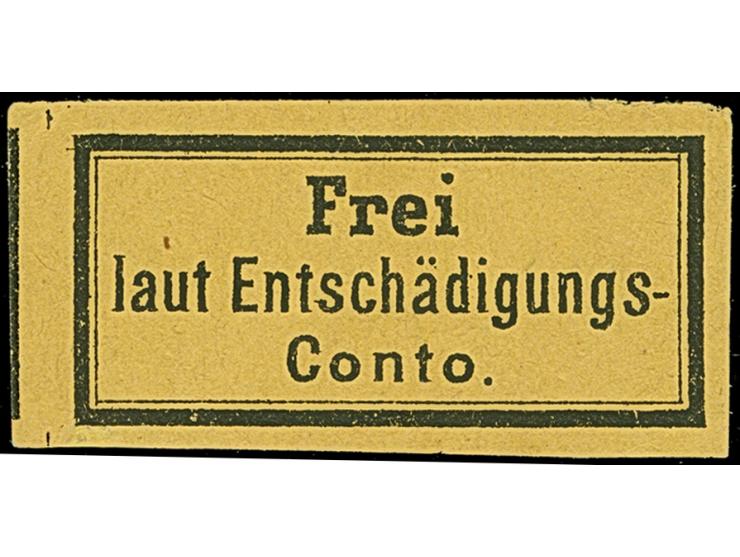 Frei
laut Entschädigungs-
Conto.